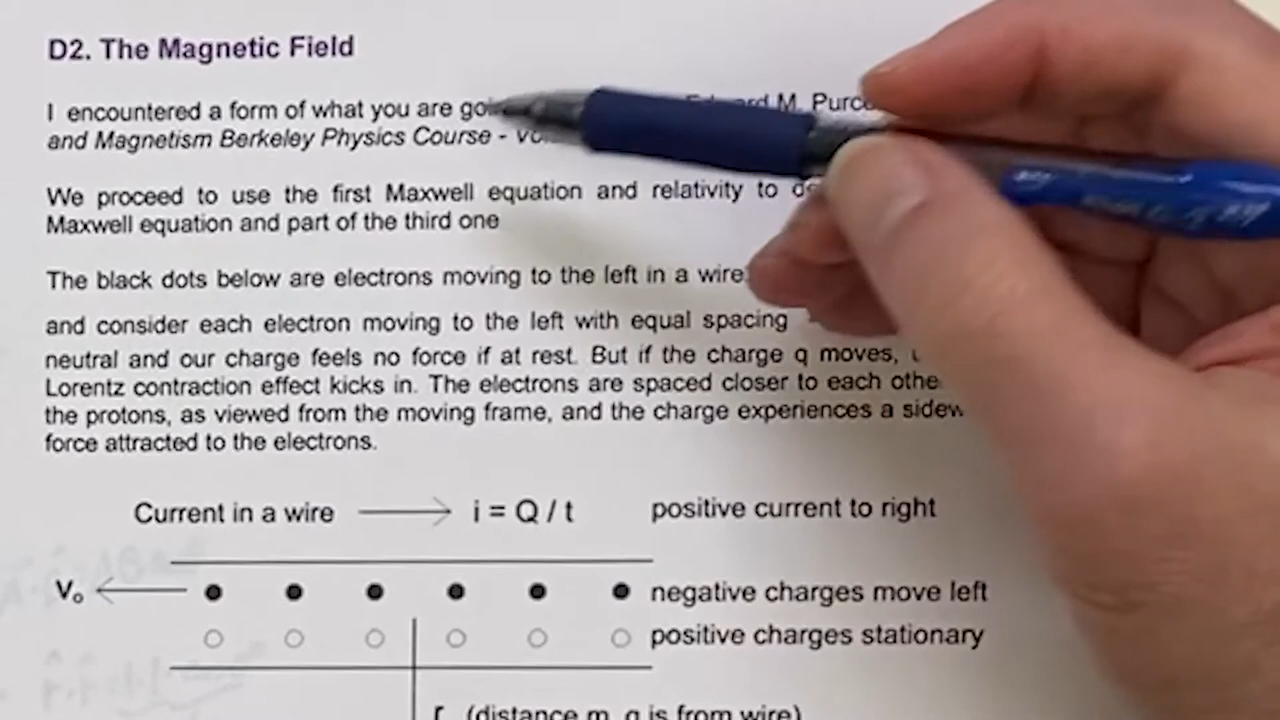 D2. The Magnetic Field
I encountered a form of what you are M. 
and Magnetism Berkeley Physics Course -
We proceed to use the first Maxwell equation and relativity to
Maxwell equation and part of the third one
The black dots below are electrons moving to the left in a wire
and consider each electron moving to the left with equal spacing
neutral and our charge feels no force if at rest. But if the charge q moves,
Lorentz contraction effect kicks in. The electrons are spaced closer to each
the protons, as viewed from the moving frame, and the charge experiences a
force attracted to the electrons.
Current in a wire → i = Q / t positive current to right
Vₒ ← negative charges move left
positive charges stationary
r (distance m, q is from wire)